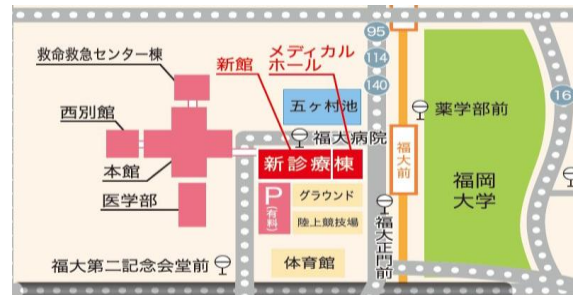 救命救急センター棟
新館
メディカル
ホール
95
114
140
16
西別館
五ヶ村池
薬学部前
福大病院
本館
新診療棟
福大前
医学部
P
(有料)
グラウンド
陸上競技場
福岡
大学
福大正門前
福大第二記念会堂前
体育館